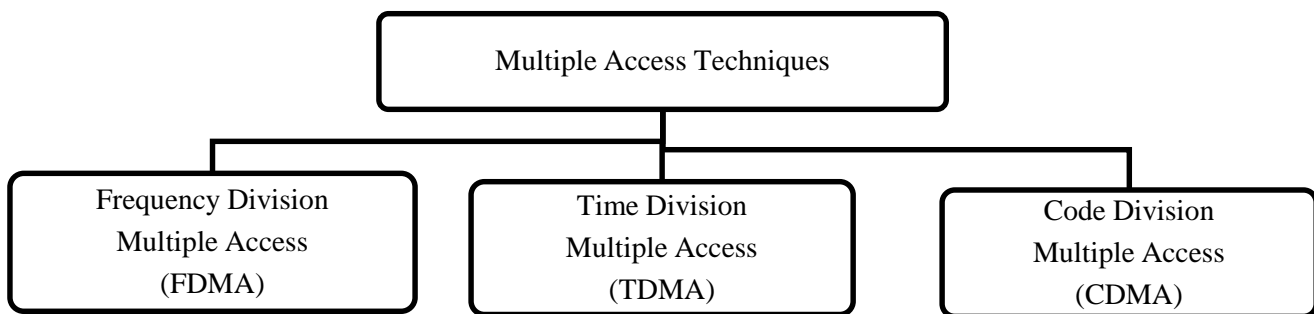 Multiple Access Techniques
Frequency Division
Multiple Access
(FDMA)
Time Division
Multiple Access
(TDMA)
Code Division
Multiple Access
(CDMA)